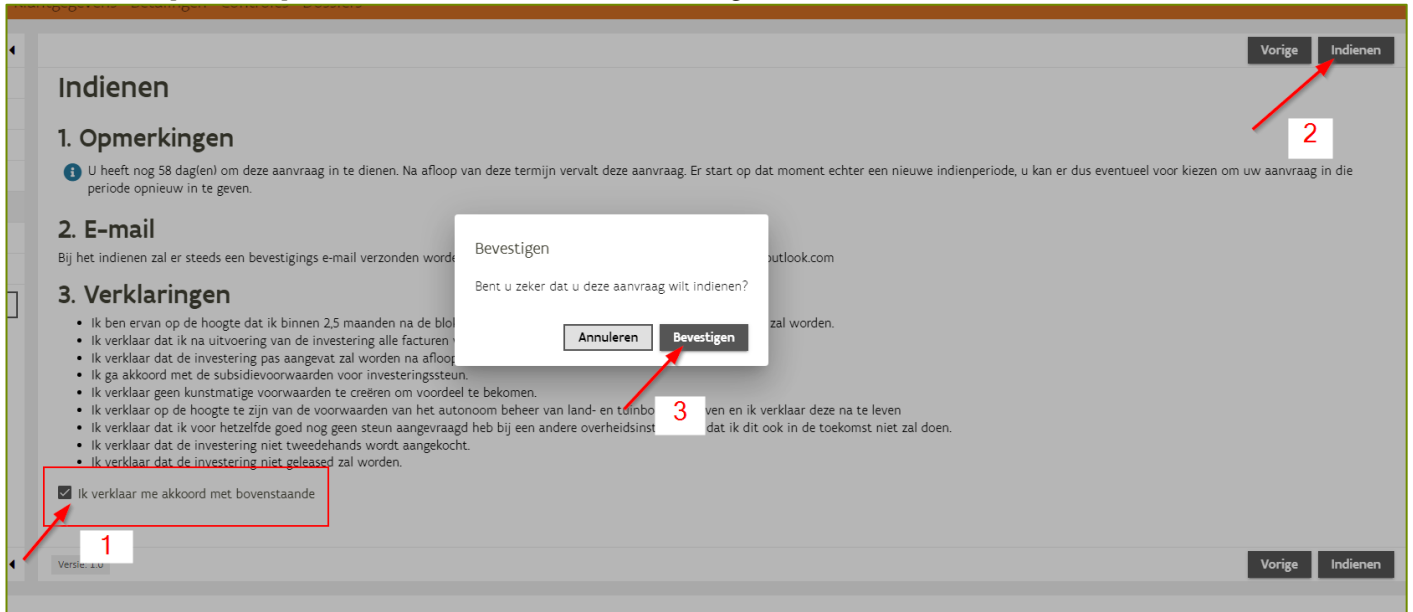 Vorige Indienen
Indienen
2
1. Opmerkingen
U heeft nog 58 dag(en) om deze aanvraag in te dienen. Na afloop van deze termijn vervalt deze aanvraag. Er start op dat moment echter een nieuwe indienperiode, u kan er dus eventueel voor kiezen om uw aanvraag in die
periode opnieuw in te geven.
2. E-mail
Bij het indienen zal er steeds een bevestigings e-mail verzonden
outlook.com
Bevestigen
Bent u zeker dat u deze aanvraag wilt indienen?
Annuleren Bevestigen
3
3. Verklaringen
• Ik ben ervan op de hoogte dat ik binnen 2,5 maanden na de
zal worden.
• Ik verklaar dat ik na uitvoering van de investering alle facturen
• Ik verklaar dat de investering pas aangevat zal worden na
• Ik ga akkoord met de subsidievoorwaarden voor investeringssteun.
• Ik verklaar geen kunstmatige voorwaarden te creëren om voordeel te bekomen.
• Ik verklaar op de hoogte te zijn van de voorwaarden van het autonoom beheer van land- en en ik verklaar deze na te leven
• Ik verklaar dat ik voor hetzelfde goed nog geen steun aangevraagd heb bij een andere dat ik dit ook in de toekomst niet zal doen.
• Ik verklaar dat de investering niet tweedehands wordt aangekocht.
• Ik verklaar dat de investering niet geleased zal worden.
Ik verklaar me akkoord met bovenstaande
1
Versie: 1.0
Vorige Indienen